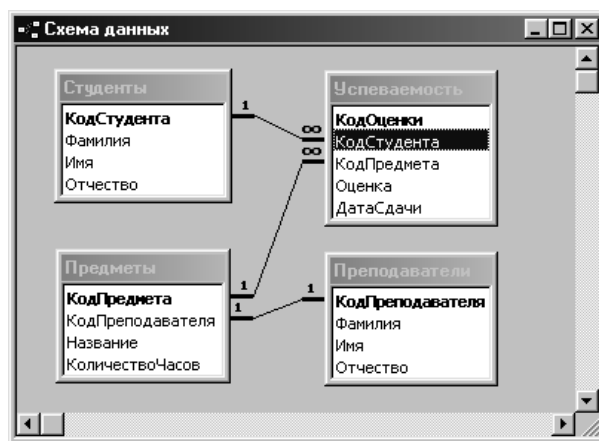 Схема данных
Студенты
КодСтудента
Фамилия
Имя
Отчество
1
∞
∞
Успеваемость
КодОценки
КодСтудента
КодПредмета
Оценка
ДатаСдачи
Предметы
КодПредмета
КодПреподавателя
Название
КоличествоЧасов
1
1
1
Преподаватели
КодПреподавателя
Фамилия
Имя
Отчество